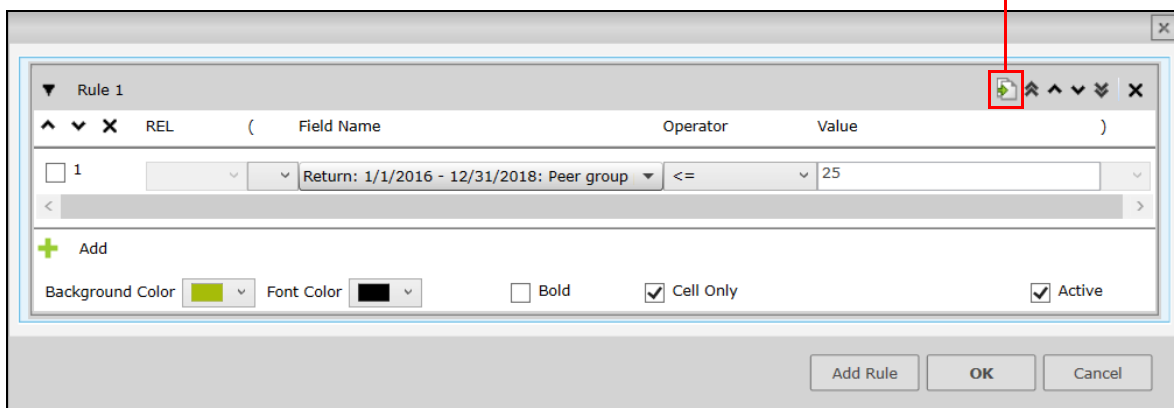 Rule 1
REL ( Field Name Operator Value )
1 Return: 1/1/2016 - 12/31/2018: Peer group <= 25
Add
Background Color Font Color Bold Cell Only Active
Add Rule OK Cancel